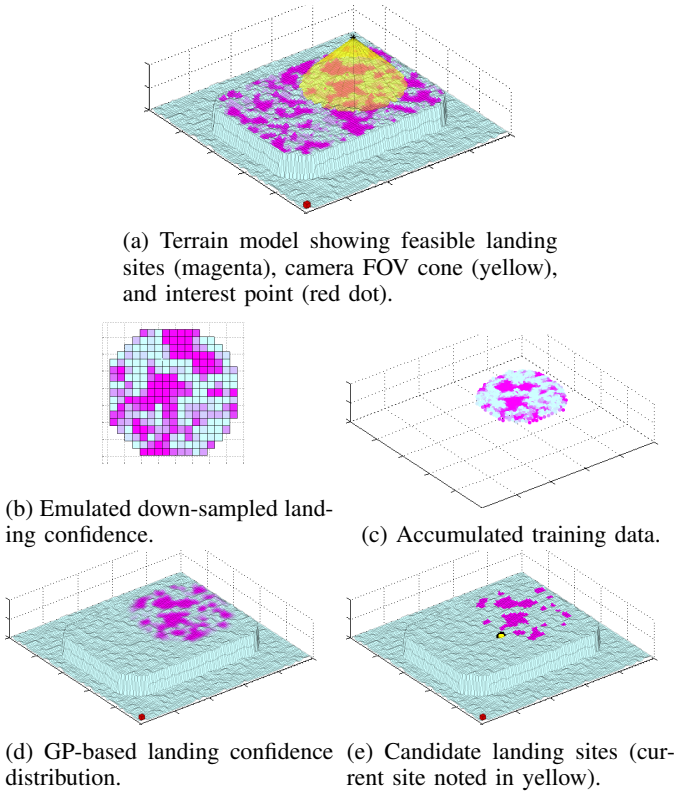 (a) Terrain model showing feasible landing
sites (magenta), camera FOV cone (yellow),
and interest point (red dot).
(b) Emulated down-sampled land-
ing confidence.
(c) Accumulated training data.
(d) GP-based landing confidence
distribution.
(e) Candidate landing sites (cur-
rent site noted in yellow).